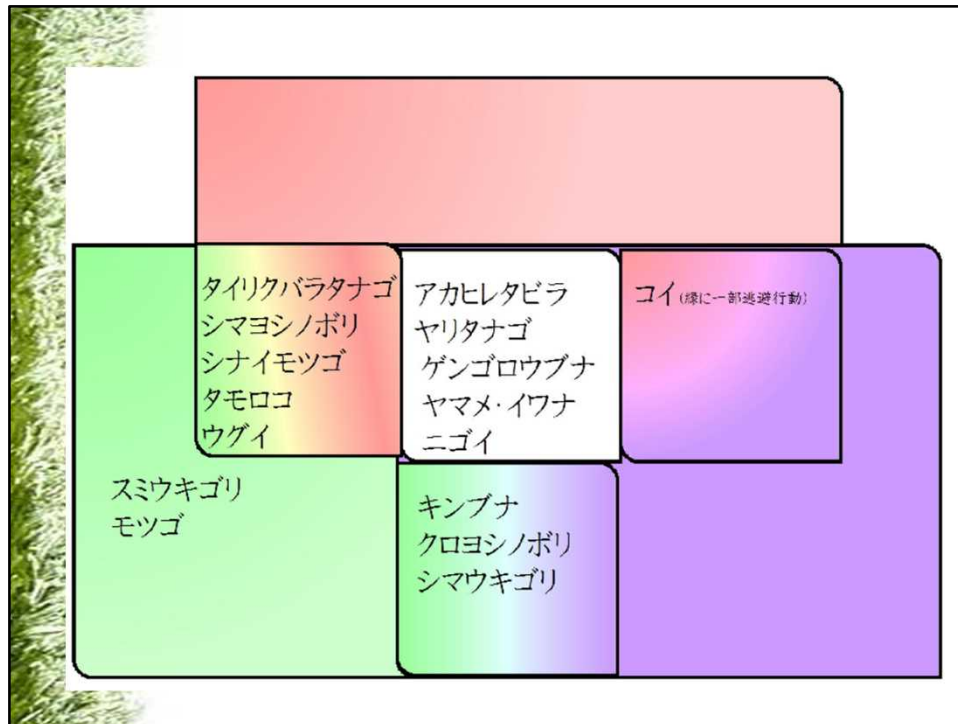 タイリクバラタナゴ
シマヨシノボリ
シナイモツゴ
タモロコ
ウグイ
アカヒレタビラ
ヤリタナゴ
ゲンゴロウブナ
ヤマメ・イワナ
ニゴイ
コイ(縁に一部逃避行動)
スミウキゴリ
モツゴ
キンブナ
クロヨシノボリ
シマウキゴリ